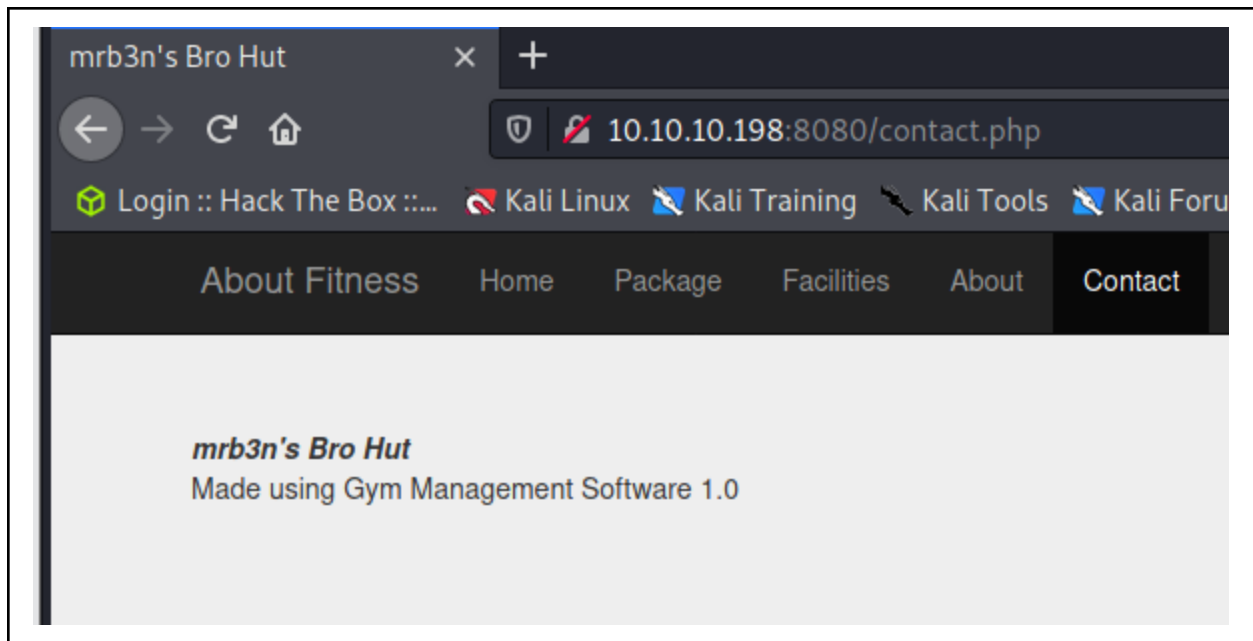 mrb3n's Bro Hut
10.10.10.198:8080/contact.php
Login :: Hack The Box ::... Kali Linux Kali Training Kali Tools Kali Foru
About Fitness Home Package Facilities About Contact
mrb3n's Bro Hut
Made using Gym Management Software 1.0